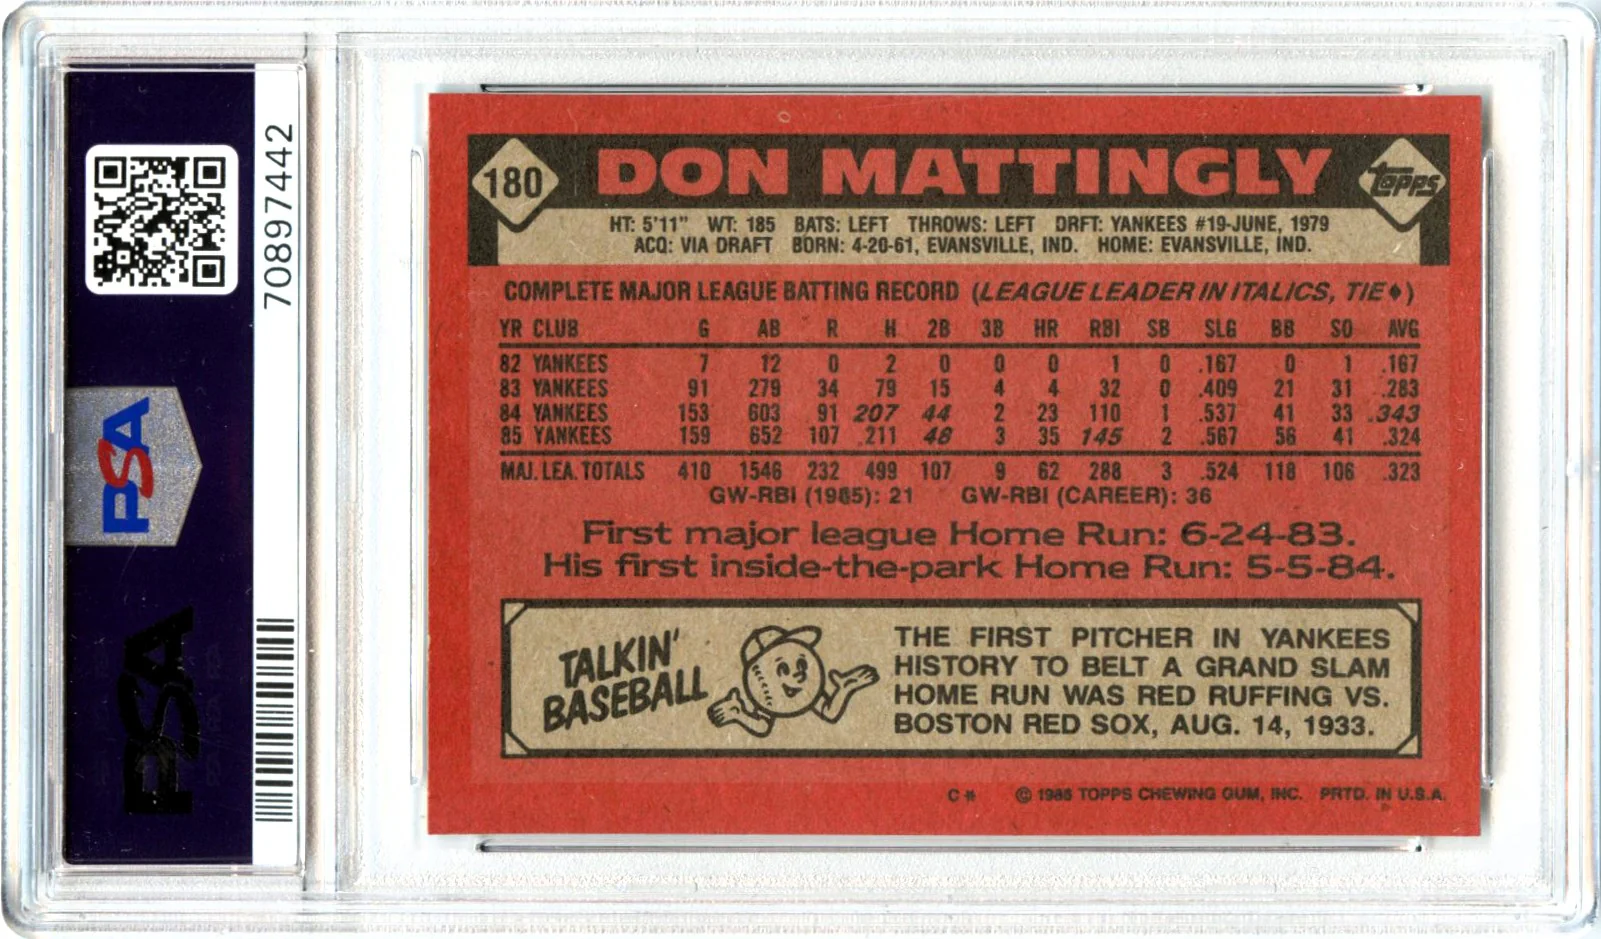 70897442
PSA
PSA
180 DON MATTINGLY Topps
HT: 5'11" WT: 185 BATS: LEFT THROWS: LEFT DRFT: YANKEES #19-JUNE, 1979
ACQ: VIA DRAFT BORN: 4-20-61, EVANSVILLE, IND. HOME: EVANSVILLE, IND.
COMPLETE MAJOR LEAGUE BATTING RECORD (LEAGUE LEADER IN ITALICS, TIE♦)
YR CLUB G AB R H 2B 3B HR RBI SB SLG BB SO AVG
82 YANKEES 7 12 0 2 0 0 0 1 0 .167 0 1 .167
83 YANKEES 91 279 34 79 15 4 4 32 0 .409 21 31 .283
84 YANKEES 153 603 91 207 44 2 23 110 1 .537 41 33 .343
85 YANKEES 159 652 107 211 48 3 35 145 2 .567 56 41 .324
MAJ. LEA. TOTALS 410 1546 232 499 107 9 62 288 3 .524 118 106 .323
GW-RBI (1985): 21 GW-RBI (CAREER): 36
First major league Home Run: 6-24-83.
His first inside-the-park Home Run: 5-5-84.
TALKIN'
BASEBALL
THE FIRST PITCHER IN YANKEES
HISTORY TO BELT A GRAND SLAM
HOME RUN WAS RED RUFFING VS.
BOSTON RED SOX, AUG. 14, 1933.
C* © 1986 TOPPS CHEWING GUM, INC. PRTD. IN U.S.A.